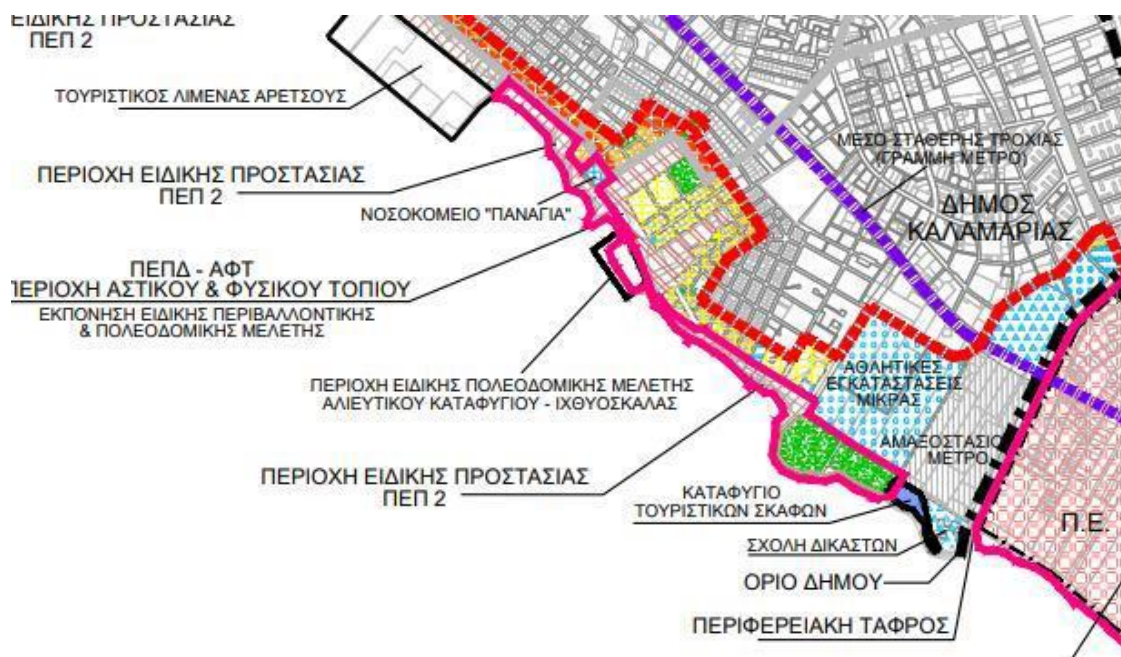 ΕΙΔΙΚΗΣ ΠΡΟΣΤΑΣΙΑΣ
ΠΕΠ 2
ΤΟΥΡΙΣΤΙΚΟΣ ΛΙΜΕΝΑΣ ΑΡΕΤΣΟΥΣ
ΠΕΡΙΟΧΗ ΕΙΔΙΚΗΣ ΠΡΟΣΤΑΣΙΑΣ
ΠΕΠ 2
ΝΟΣΟΚΟΜΕΙΟ "ΠΑΝΑΓΙΑ"
ΠΕΠΔ - ΑΦΤ
ΠΕΡΙΟΧΗ ΑΣΤΙΚΟΥ & ΦΥΣΙΚΟΥ ΤΟΠΙΟΥ
ΕΚΠΟΝΗΣΗ ΕΙΔΙΚΗΣ ΠΕΡΙΒΑΛΛΟΝΤΙΚΗΣ
& ΠΟΛΕΟΔΟΜΙΚΗΣ ΜΕΛΕΤΗΣ
ΠΕΡΙΟΧΗ ΕΙΔΙΚΗΣ ΠΟΛΕΟΔΟΜΙΚΗΣ ΜΕΛΕΤΗΣ
ΑΛΙΕΥΤΙΚΟΥ ΚΑΤΑΦΥΓΙΟΥ - ΙΧΘΥΟΣΚΑΛΑΣ
ΠΕΡΙΟΧΗ ΕΙΔΙΚΗΣ ΠΡΟΣΤΑΣΙΑΣ
ΠΕΠ 2
ΜΕΣΟ ΣΤΑΘΕΡΗΣ ΤΡΟΧΙΑΣ
(ΓΡΑΜΜΗ ΜΕΤΡΟ)
ΔΗΜΟΣ
ΚΑΛΑΜΑΡΙΑΣ
ΑΘΛΗΤΙΚΕΣ
ΕΓΚΑΤΑΣΤΑΣΕΙΣ
ΜΙΚΡΑΣ
ΑΜΑΞΟΣΤΑΣΙΟ
ΜΕΤΡΟ
ΚΑΤΑΦΥΓΙΟ
ΤΟΥΡΙΣΤΙΚΩΝ ΣΚΑΦΩΝ
ΣΧΟΛΗ ΔΙΚΑΣΤΩΝ
ΟΡΙΟ ΔΗΜΟΥ
ΠΕΡΙΦΕΡΕΙΑΚΗ ΤΑΦΡΟΣ
Π.Ε.